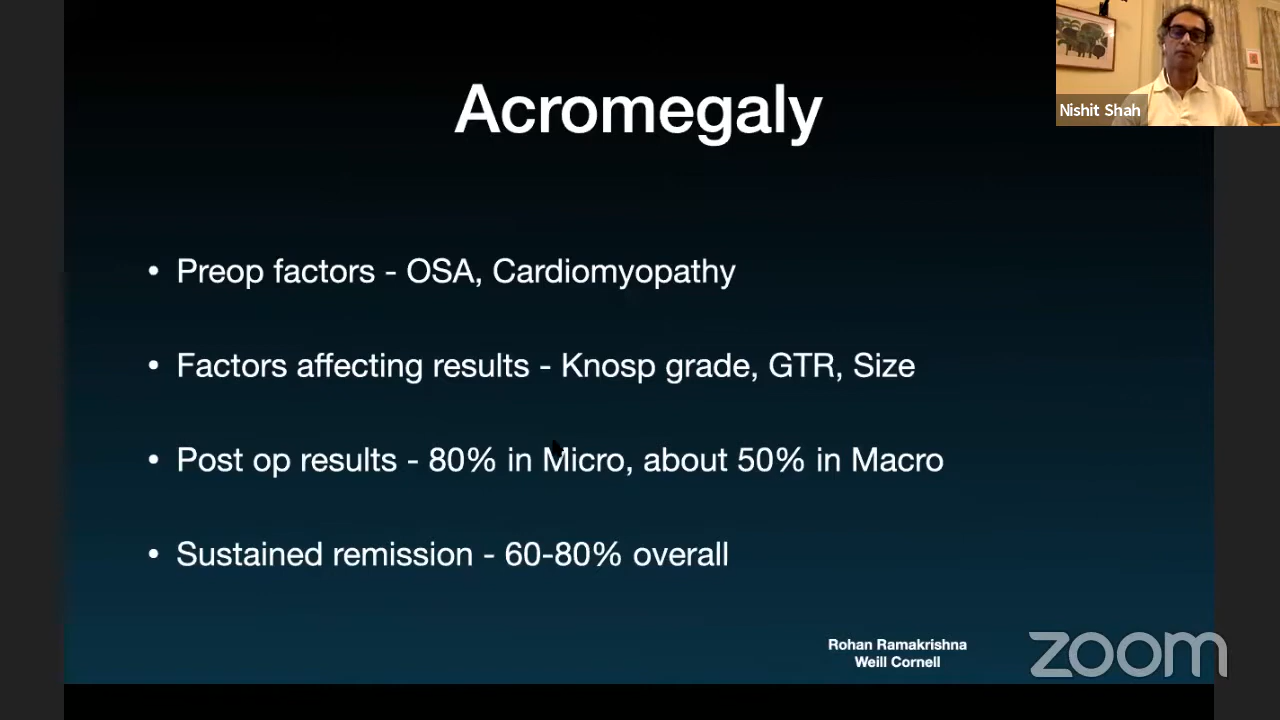 Acromegaly
Nishit Shah
• Preop factors - OSA, Cardiomyopathy
• Factors affecting results - Knosp grade, GTR, Size
• Post op results - 80% in Micro, about 50% in Macro
• Sustained remission - 60-80% overall
Rohan Ramakrishna
Weill Cornell
zoom